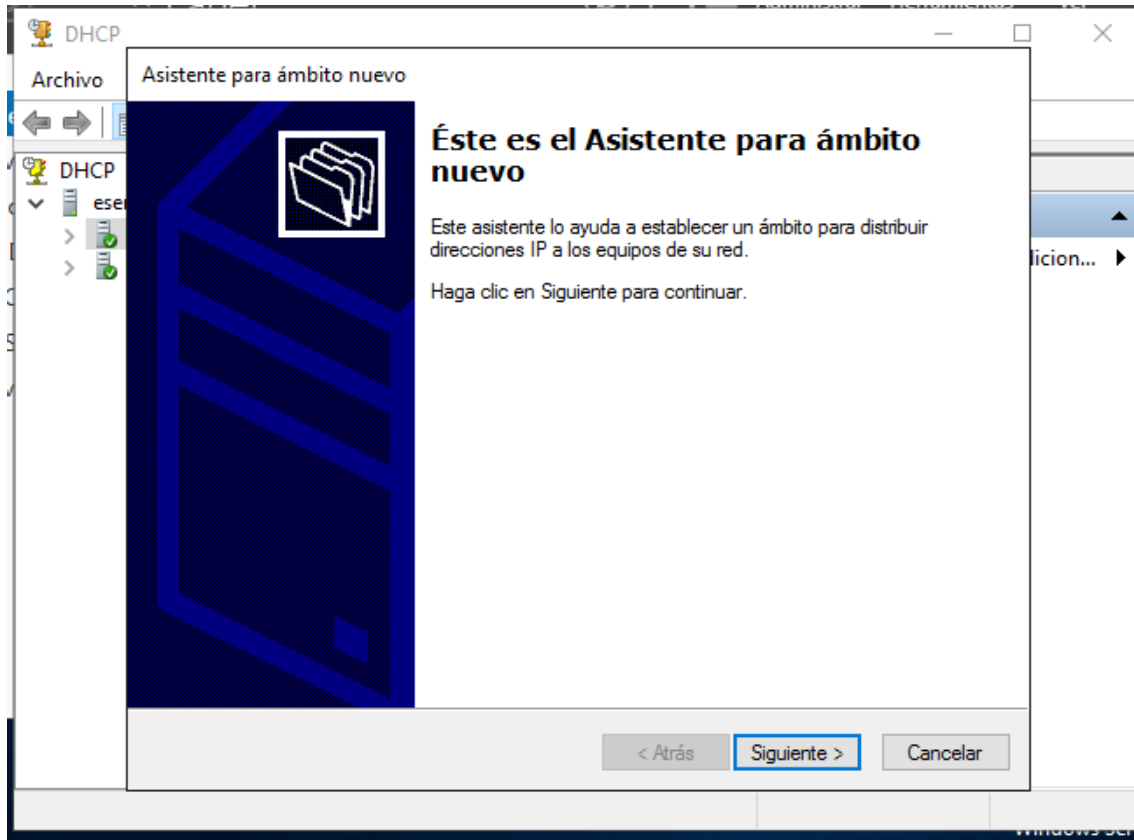 DHCP
Archivo
Asistente para ámbito nuevo
Éste es el Asistente para ámbito
nuevo
Este asistente lo ayuda a establecer un ámbito para distribuir
direcciones IP a los equipos de su red.
Haga clic en Siguiente para continuar.
DHCP
eser
licion...
< Atrás
Siguiente >
Cancelar